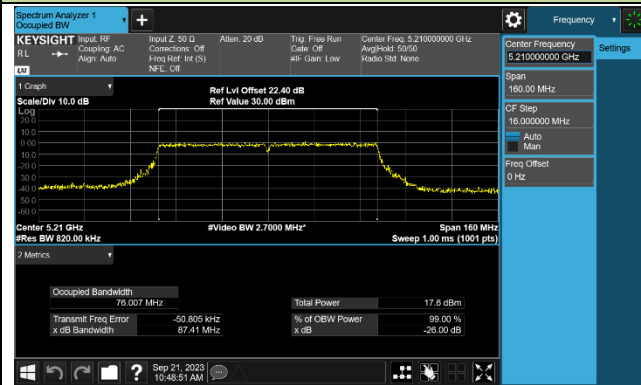 Spectrum Analyzer 1
Occupied BW
Frequency
KEYSIGHT
RL
LXI
Input: RF
Coupling: AC
Align: Auto
Input Z: 50 Ω
Corrections: Off
Freq Ref: Int (S)
NFE: Off
Atten: 20 dB
Trig: Free Run
Gate: Off
#IF Gain: Low
Center Freq: 5.210000000 GHz
Avg|Hold: 50/50
Radio Std: None
Center Frequency
5.210000000 GHz
Settings
Span
160.00 MHz
CF Step
16.000000 MHz
Auto
Man
Freq Offset
0 Hz
1 Graph
Scale/Div 10.0 dB
Ref Lvl Offset 22.40 dB
Ref Value 30.00 dBm
Log
20.0
10.0
0.00
-10.0
-20.0
-30.0
-40.0
-50.0
-60.0
Center 5.21 GHz
#Res BW 820.00 kHz
#Video BW 2.7000 MHz*
Span 160 MHz
Sweep 1.00 ms (1001 pts)
2 Metrics
Occupied Bandwidth
76.007 MHz
Total Power
17.6 dBm
Transmit Freq Error
-50.805 kHz
% of OBW Power
99.00 %
x dB Bandwidth
87.41 MHz
x dB
-26.00 dB
Sep 21, 2023
10:48:51 AM